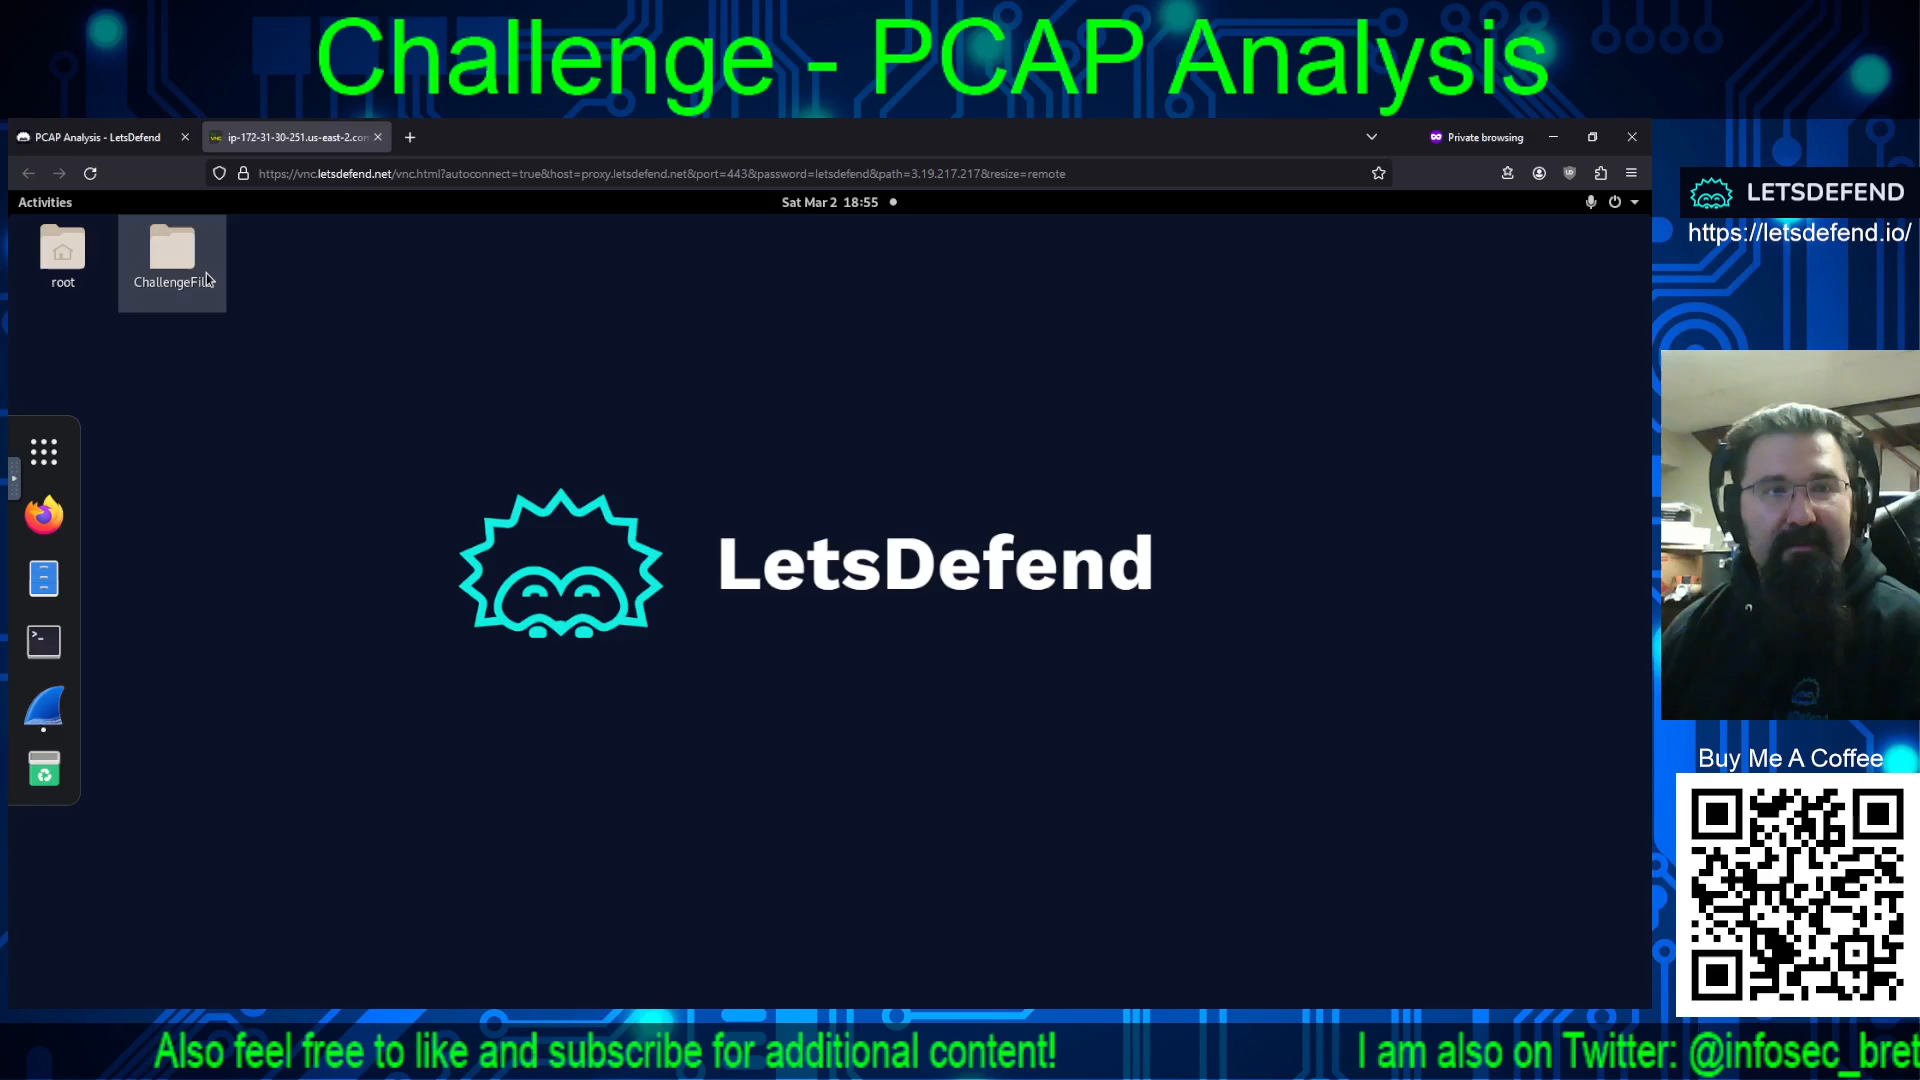 Challenge - PCAP Analysis
PCAP Analysis - LetsDefend
ip-172-31-30-251.us-east-2.con
Private browsing
https://vnc.letsdefend.net/vnc.html?autoconnect=true&host=proxy.letsdefend.net&port=443&password=letsdefend&path=3.19.217.217&resize=remote
Activities
Sat Mar 2 18:55
root
ChallengeFil
LetsDefend
LETSDEFEND
https://letsdefend.io/
Buy Me A Coffee
Also feel free to like and subscribe for additional content!
I am also on Twitter: @infosec_bret